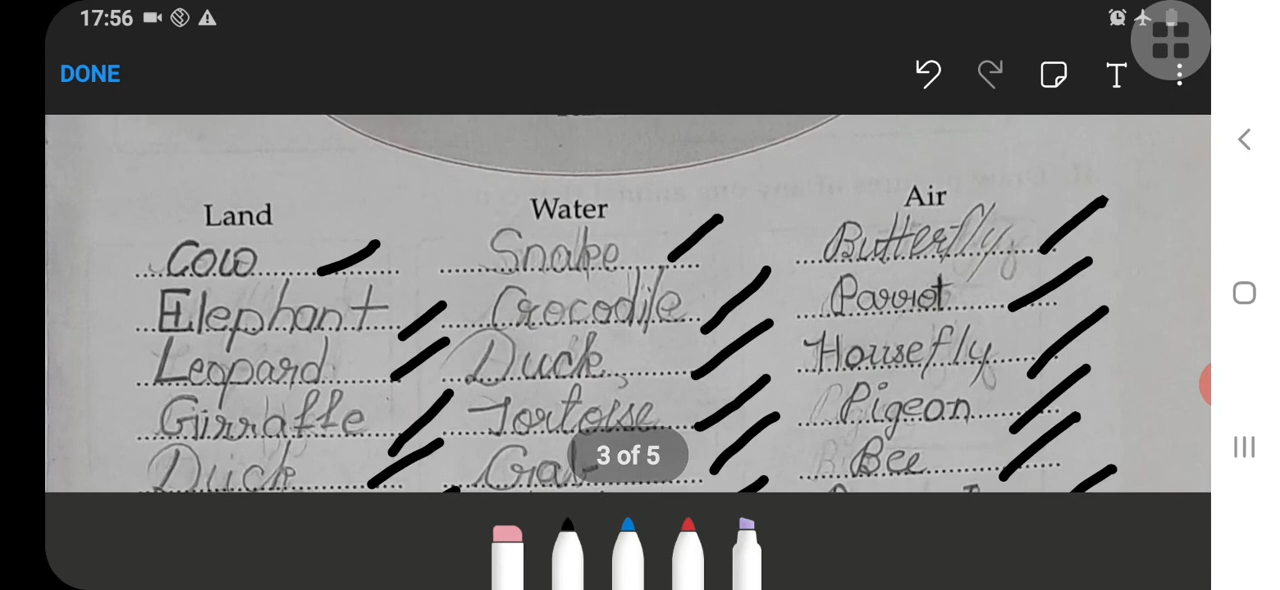 17:56
DONE
T
Land Water Air
Cow Snake Butterfly
Elephant Crocodile Parrot
Leopard Duck Housefly
Girraffe Tortoise Pigeon
Duck Bee
3 of 5